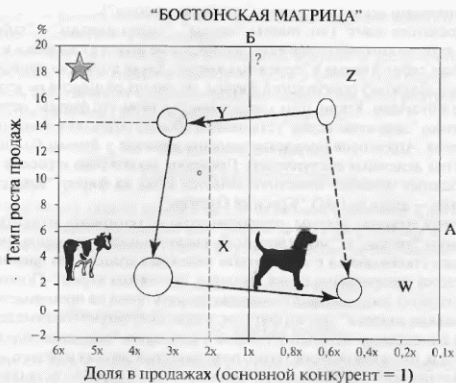 “БОСТОНСКАЯ МАТРИЦА”
Б
%
20
18
16
14
12
10
8
6
4
2
0
−2
?
Z
Y
X
W
А
Темп роста продаж
6x
5x
4x
3x
2x
1x
1
0,8x
0,6x
0,4x
0,2x
0,1x
Доля в продажах (основной конкурент = 1)